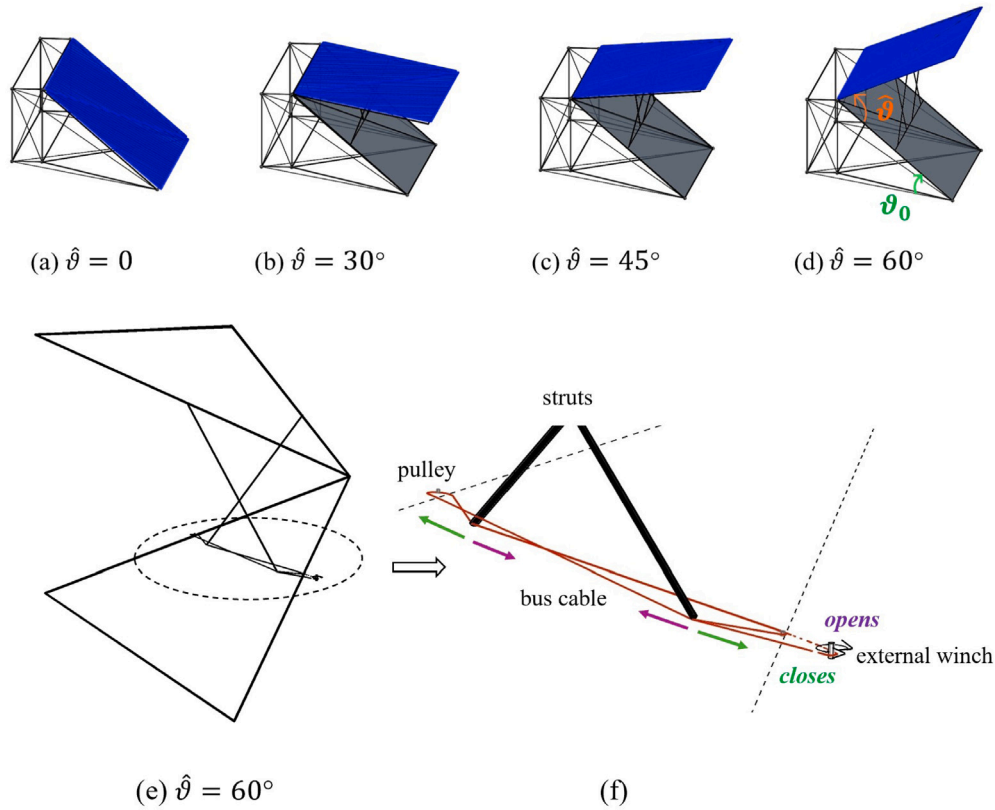 ϑ̂
ϑ₀
(a) ϑ̂ = 0
(b) ϑ̂ = 30°
(c) ϑ̂ = 45°
(d) ϑ̂ = 60°
struts
pulley
bus cable
opens
external winch
closes
(e) ϑ̂ = 60°
(f)